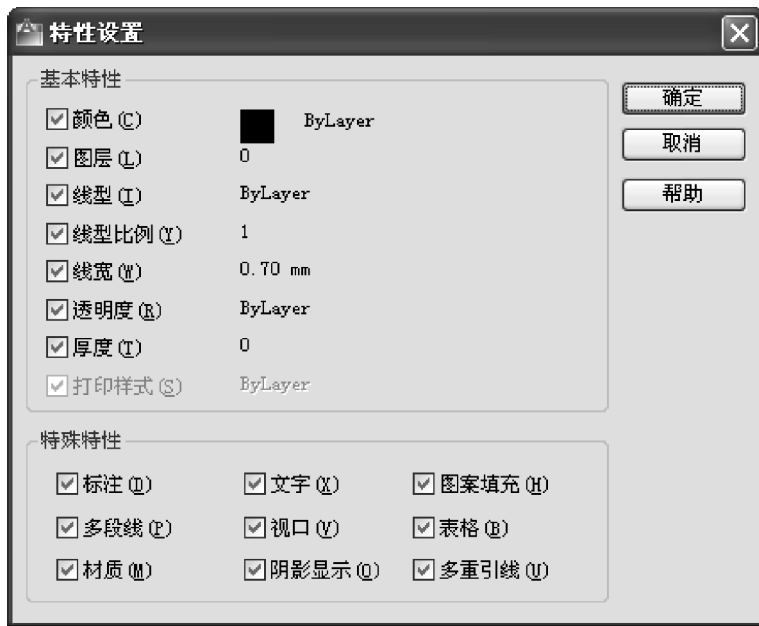 特性设置
基本特性
颜色(C) ByLayer
图层(L) 0
线型(I) ByLayer
线型比例(Y) 1
线宽(W) 0.70 mm
透明度(R) ByLayer
厚度(T) 0
打印样式(S) ByLayer
确定
取消
帮助
特殊特性
标注(D) 文字(X) 图案填充(H)
多段线(P) 视口(V) 表格(B)
材质(M) 阴影显示(O) 多重引线(U)